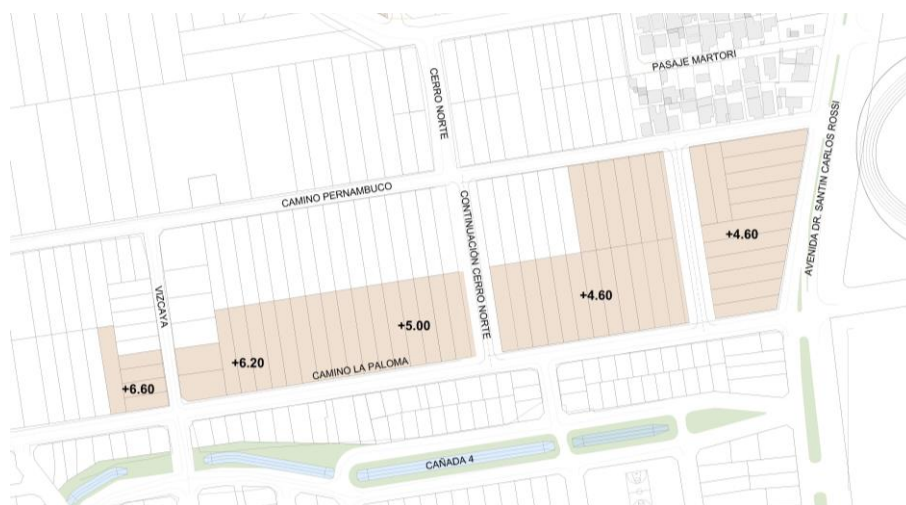 PASAJE MARTORI
CERRO NORTE
AVENIDA DR. SANTIN CARLOS ROSSI
CAMINO PERNAMBUCO
CONTINUACIÓN CERRO NORTE
+4.60
VIZCAYA
+4.60
+5.00
+6.20
CAMINO LA PALOMA
+6.60
CAÑADA 4